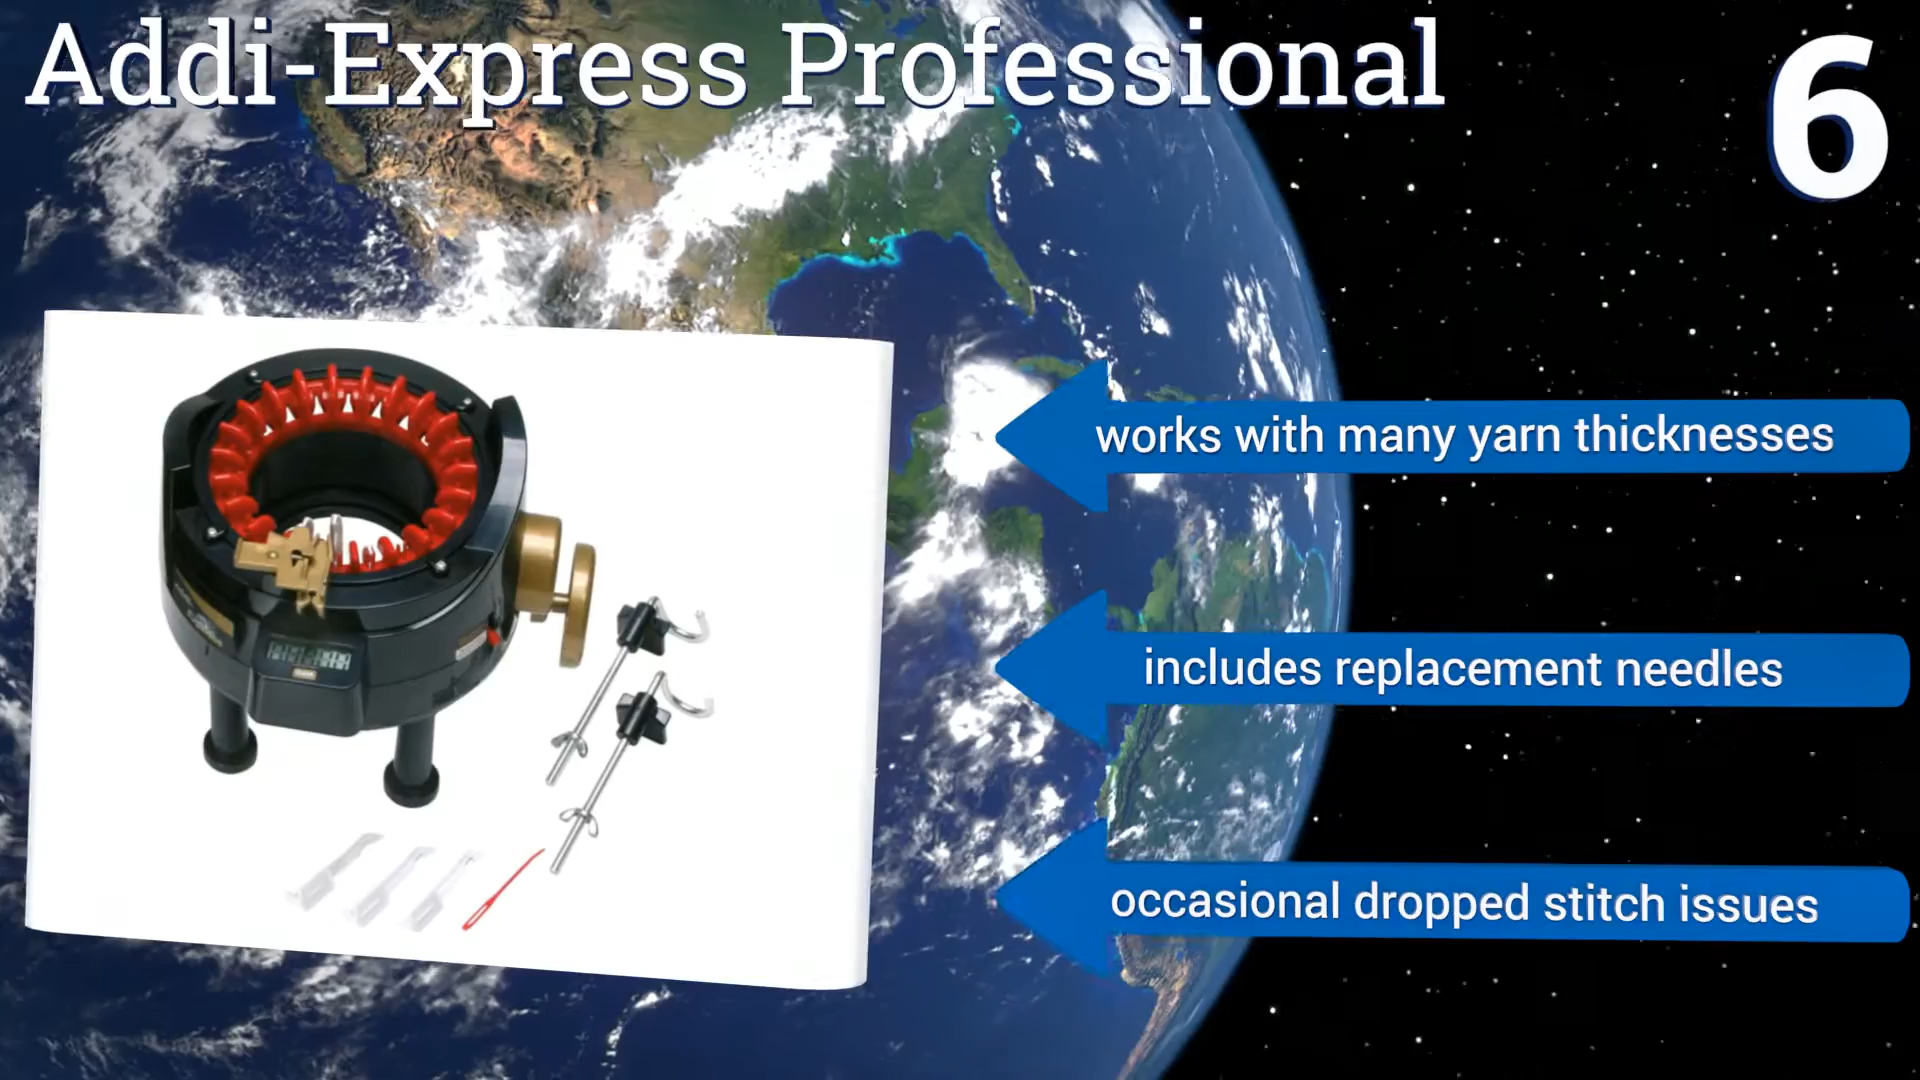 Addi-Express Professional
6
works with many yarn thicknesses
includes replacement needles
occasional dropped stitch issues